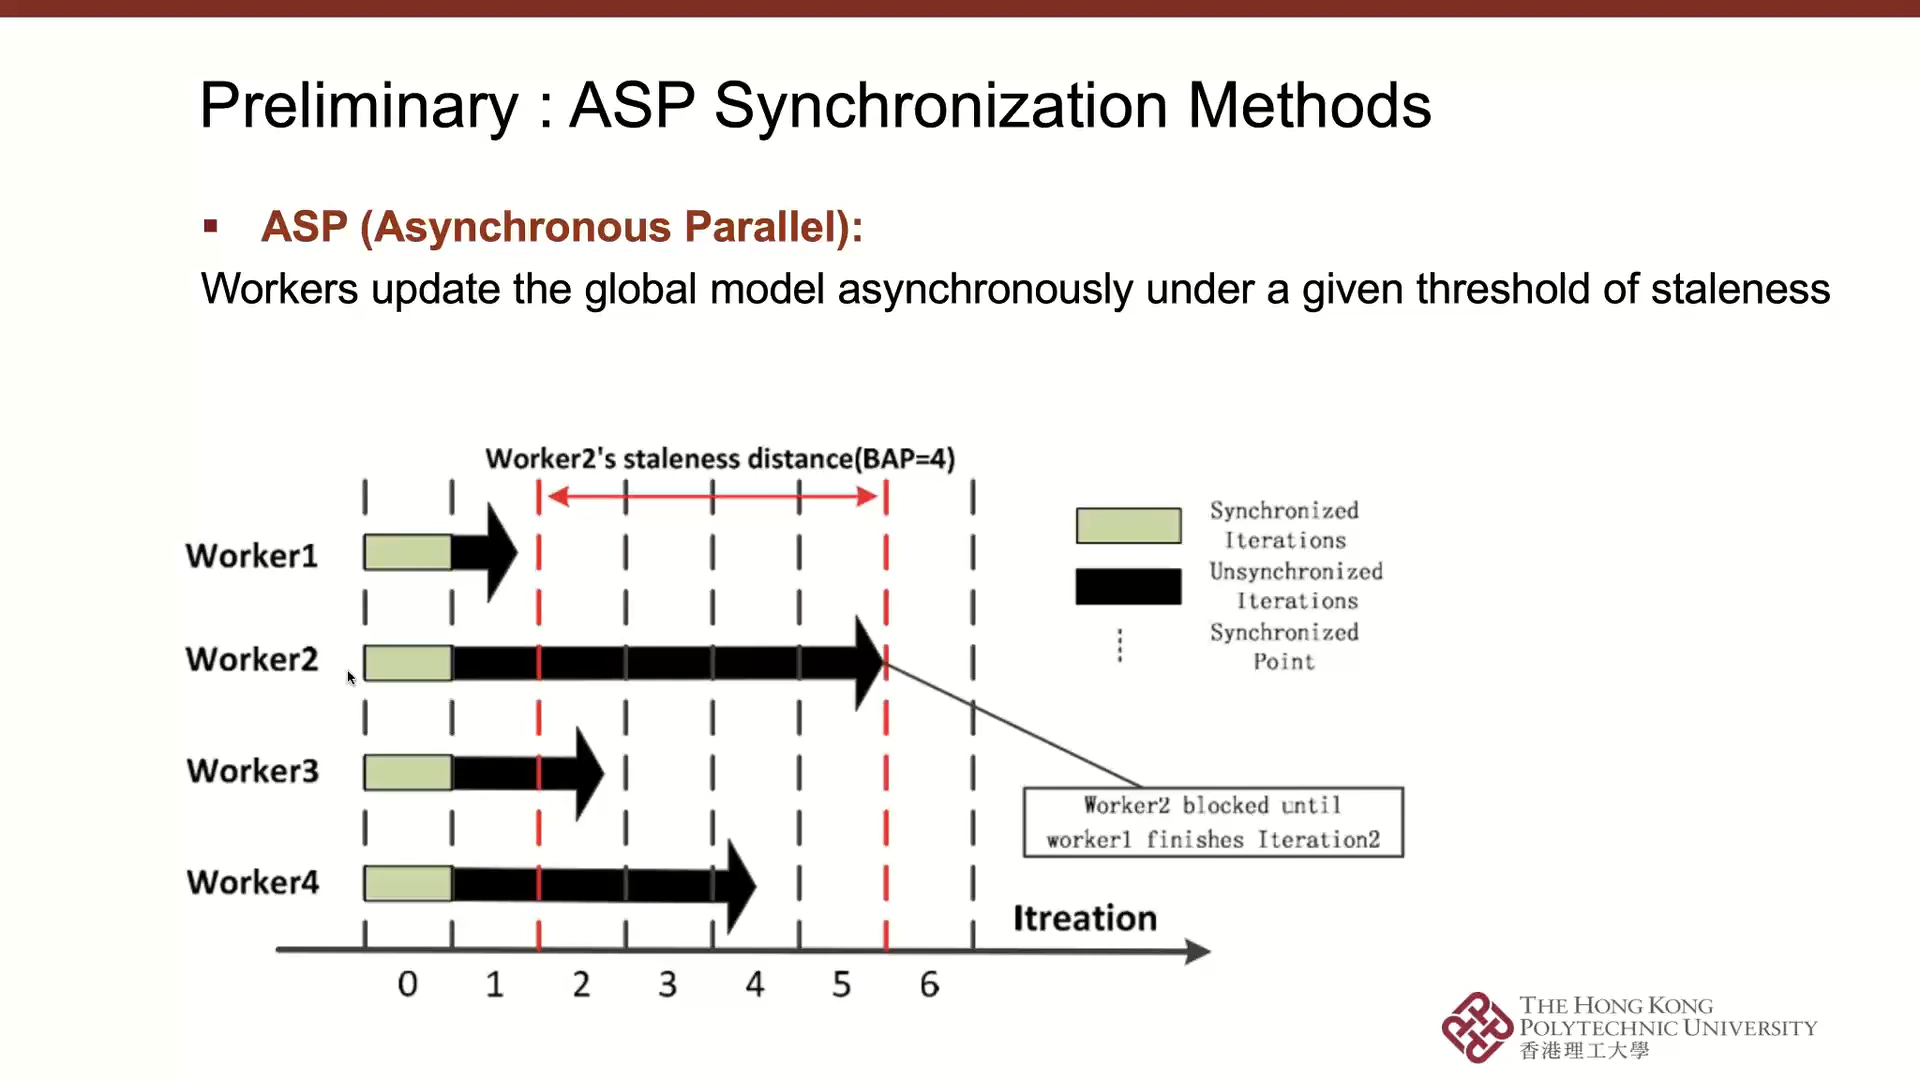 Preliminary : ASP Synchronization Methods
▪ ASP (Asynchronous Parallel):
Workers update the global model asynchronously under a given threshold of staleness
Worker2's staleness distance(BAP=4)
Worker1
Worker2
Worker3
Worker4
Synchronized
Iterations
Unsynchronized
Iterations
Synchronized
Point
Worker2 blocked until
worker1 finishes Iteration2
Itreation
0 1 2 3 4 5 6
THE HONG KONG
POLYTECHNIC UNIVERSITY
香港理工大學